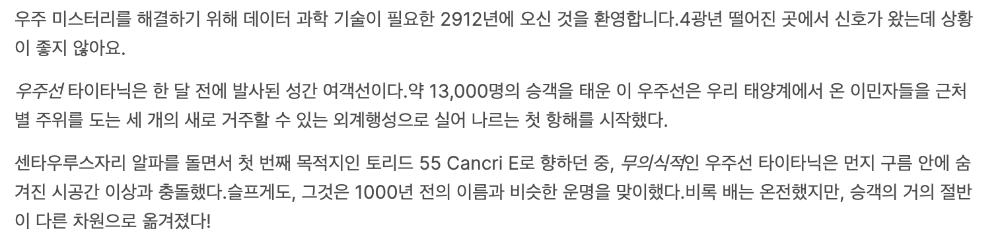 우주 미스터리를 해결하기 위해 데이터 과학 기술이 필요한 2912년에 오신 것을 환영합니다.4광년 떨어진 곳에서 신호가 왔는데 상황
이 좋지 않아요.
우주선 타이타닉은 한 달 전에 발사된 성간 여객선이다.약 13,000명의 승객을 태운 이 우주선은 우리 태양계에서 온 이민자들을 근처
별 주위를 도는 세 개의 새로 거주할 수 있는 외계행성으로 실어 나르는 첫 항해를 시작했다.
센타우루스자리 알파를 돌면서 첫 번째 목적지인 토리드 55 Cancri E로 향하던 중, 무의식적인 우주선 타이타닉은 먼지 구름 안에 숨
겨진 시공간 이상과 충돌했다.슬프게도, 그것은 1000년 전의 이름과 비슷한 운명을 맞이했다.비록 배는 온전했지만, 승객의 거의 절반
이 다른 차원으로 옮겨졌다!